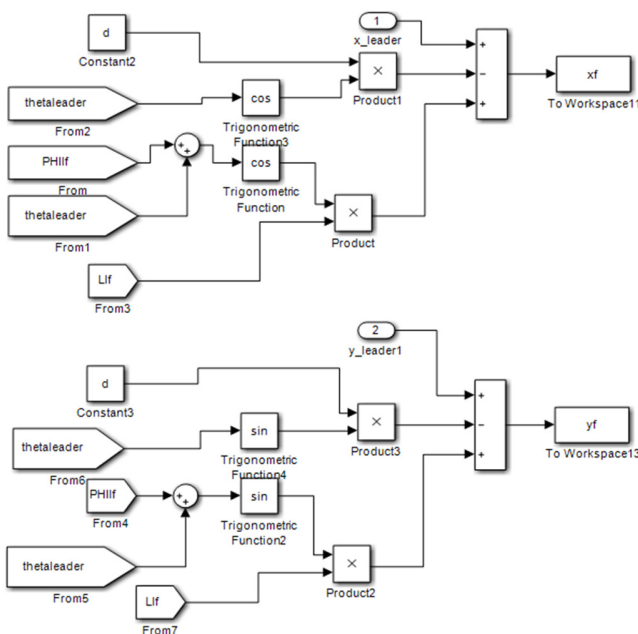 1
x_leader
d
Constant2
+
−
+
×
Product1
xf
To Workspace11
thetaleader
From2
cos
Trigonometric
Function3
PHIlf
From
+
+
cos
Trigonometric
Function
thetaleader
From1
×
Product
Llf
From3
2
y_leader1
d
Constant3
+
−
+
×
Product3
yf
To Workspace13
thetaleader
From6
sin
Trigonometric
Function4
PHIlf
From4
+
+
sin
Trigonometric
Function2
thetaleader
From5
×
Product2
Llf
From7